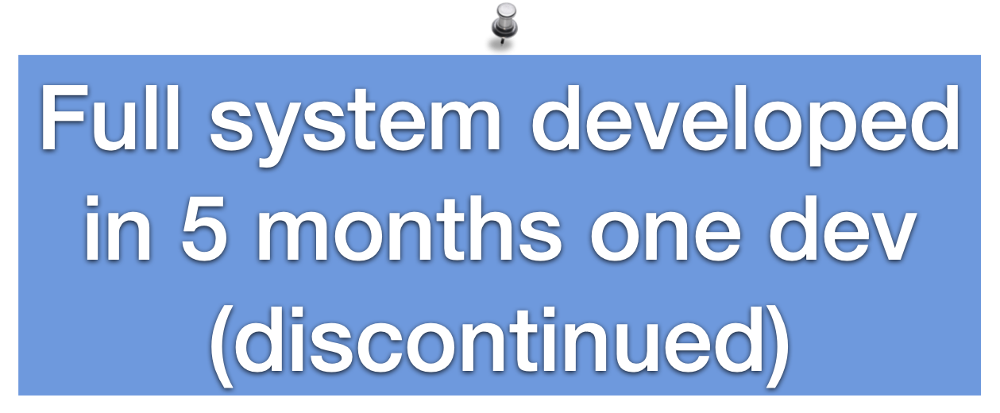 Full system developed
in 5 months one dev
(discontinued)